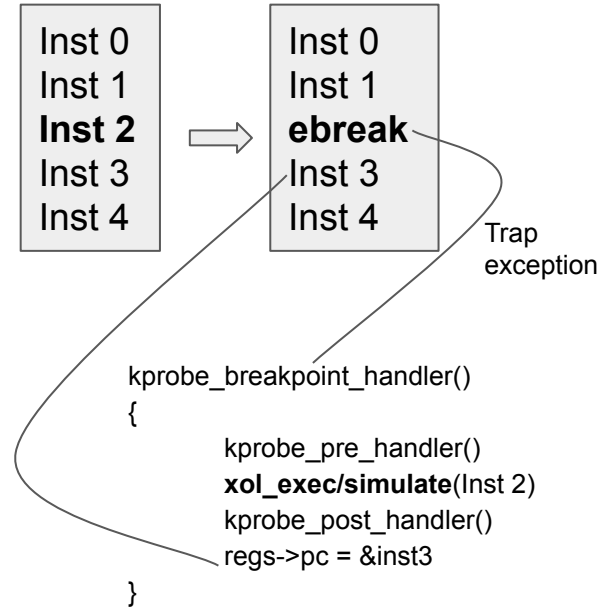 Inst 0
Inst 1
Inst 2
Inst 3
Inst 4
Inst 0
Inst 1
ebreak
Inst 3
Inst 4
Trap
exception
kprobe_breakpoint_handler()
{
kprobe_pre_handler()
xol_exec/simulate(Inst 2)
kprobe_post_handler()
regs->pc = &inst3
}